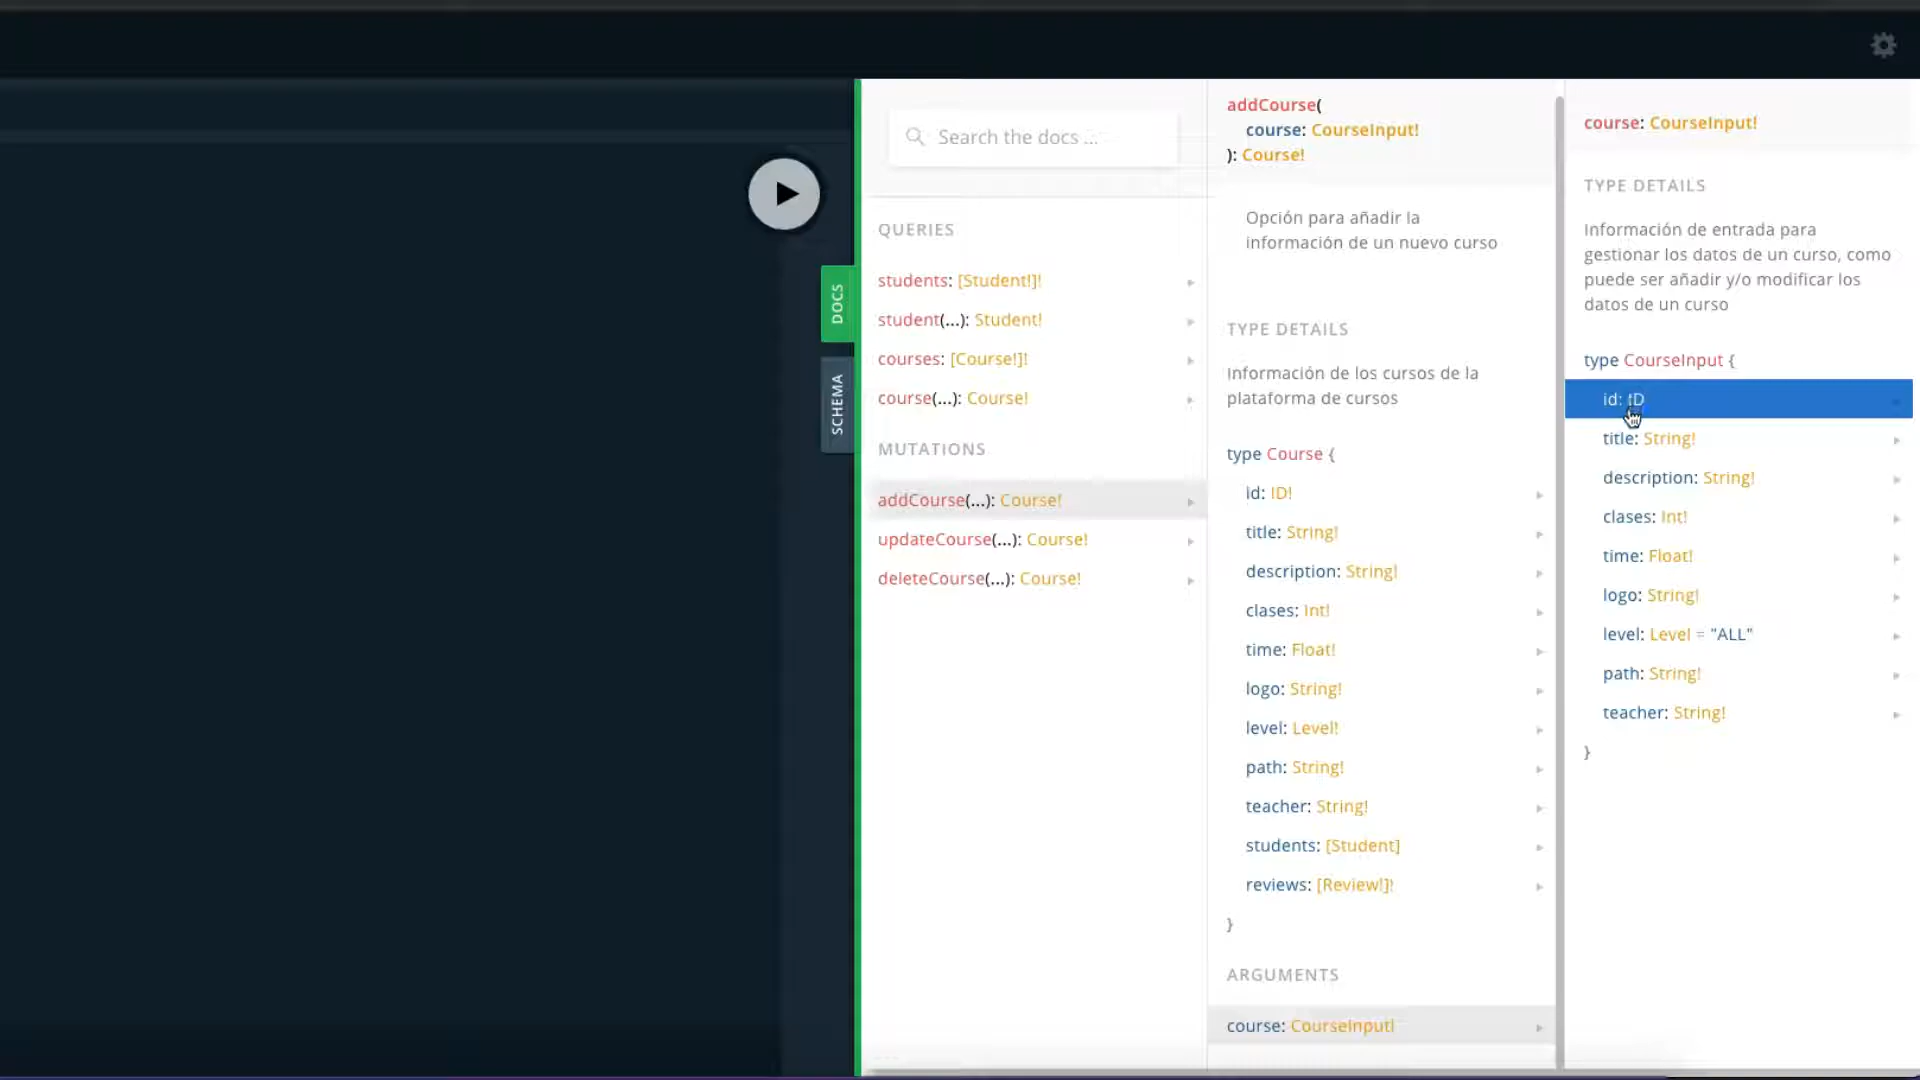 DOCS
SCHEMA
Search the docs ...
QUERIES
students: [Student!]!
student(...): Student!
courses: [Course!]!
course(...): Course!
MUTATIONS
addCourse(...): Course!
updateCourse(...): Course!
deleteCourse(...): Course!
addCourse(
course: CourseInput!
): Course!
Opción para añadir la
información de un nuevo curso
TYPE DETAILS
Información de los cursos de la
plataforma de cursos
type Course {
id: ID!
title: String!
description: String!
clases: Int!
time: Float!
logo: String!
level: Level!
path: String!
teacher: String!
students: [Student]
reviews: [Review!]!
}
ARGUMENTS
course: CourseInput!
course: CourseInput!
TYPE DETAILS
Información de entrada para
gestionar los datos de un curso, como
puede ser añadir y/o modificar los
datos de un curso
type CourseInput {
id: ID
title: String!
description: String!
clases: Int!
time: Float!
logo: String!
level: Level = "ALL"
path: String!
teacher: String!
}